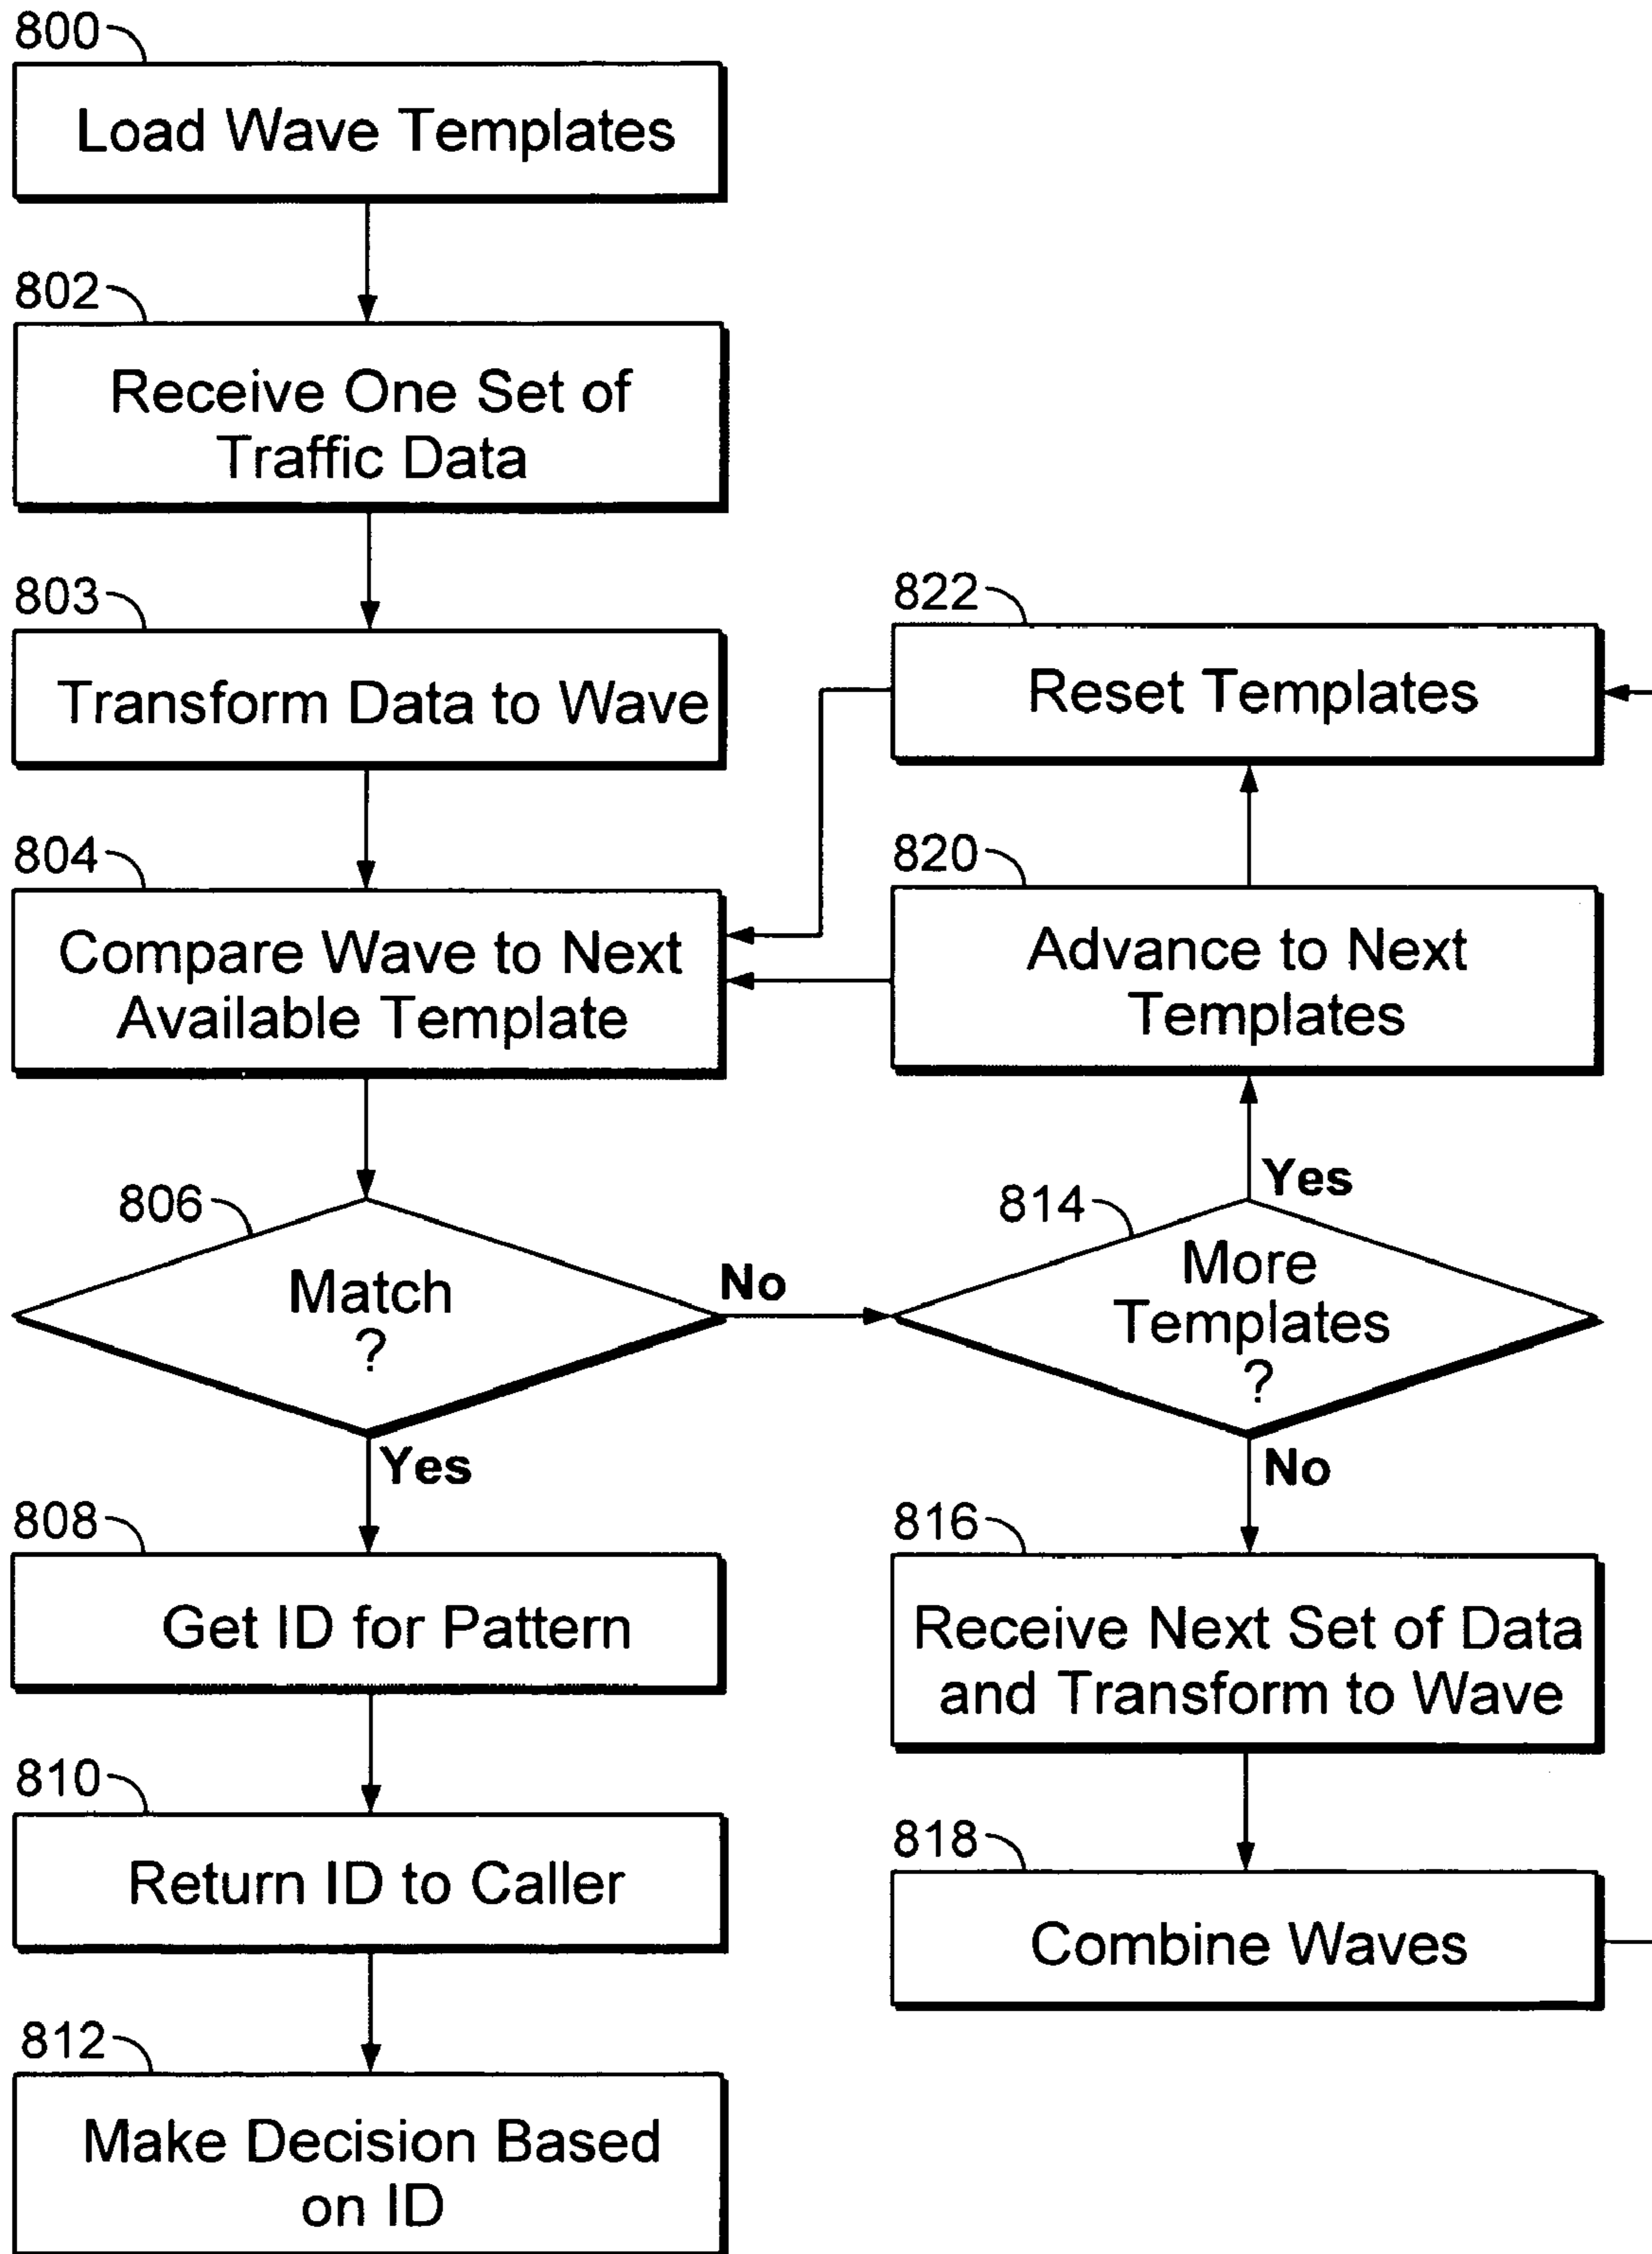 800
Load Wave Templates
802
Receive One Set of
Traffic Data
803
Transform Data to Wave
804
Compare Wave to Next
Available Template
806
Match
?
No
Yes
808
Get ID for Pattern
810
Return ID to Caller
812
Make Decision Based
on ID
822
Reset Templates
820
Advance to Next
Templates
Yes
814
More
Templates
?
No
816
Receive Next Set of Data
and Transform to Wave
818
Combine Waves